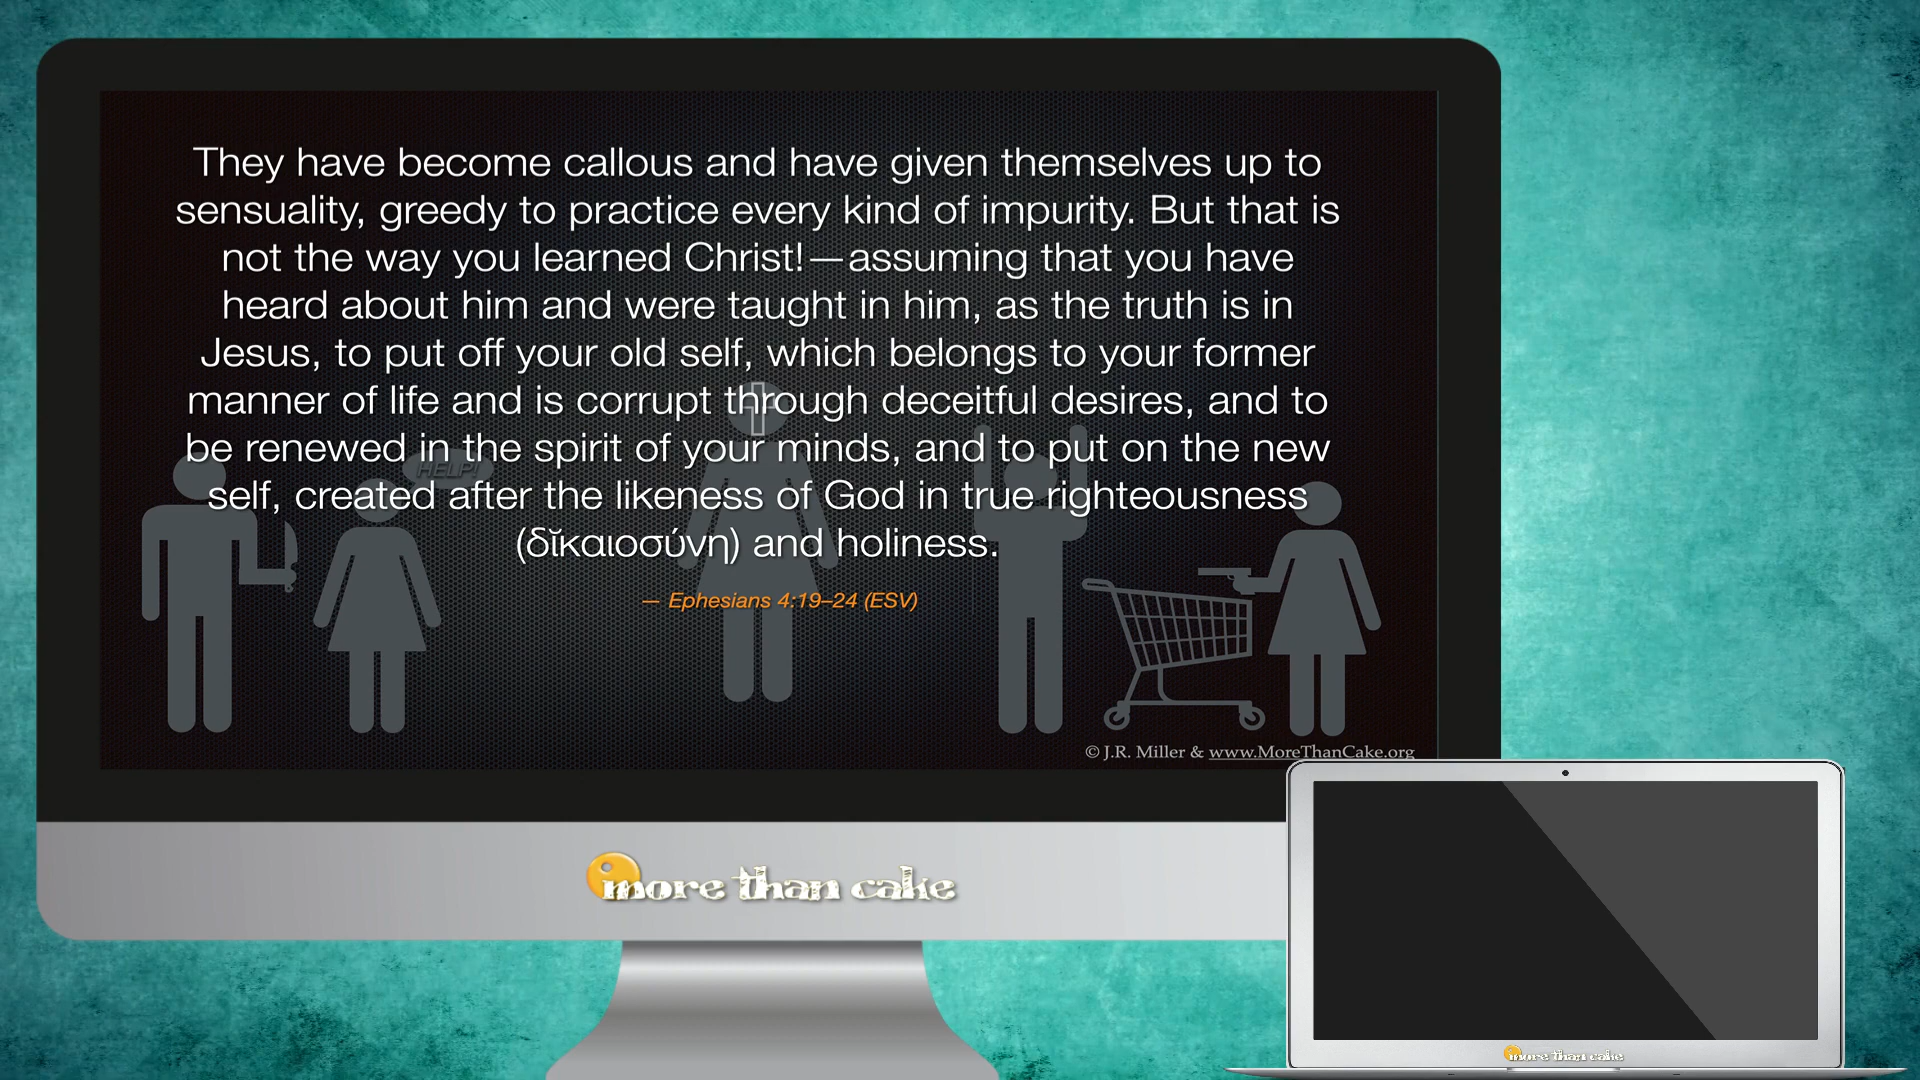 They have become callous and have given themselves up to
sensuality, greedy to practice every kind of impurity. But that is
not the way you learned Christ!—assuming that you have
heard about him and were taught in him, as the truth is in
Jesus, to put off your old self, which belongs to your former
manner of life and is corrupt through deceitful desires, and to
be renewed in the spirit of your minds, and to put on the new
HELP!
self, created after the likeness of God in true righteousness
(δῐκαιοσύνη) and holiness.
— Ephesians 4:19–24 (ESV)
© J.R. Miller & www.MoreThanCake.org
more than cake
more than cake